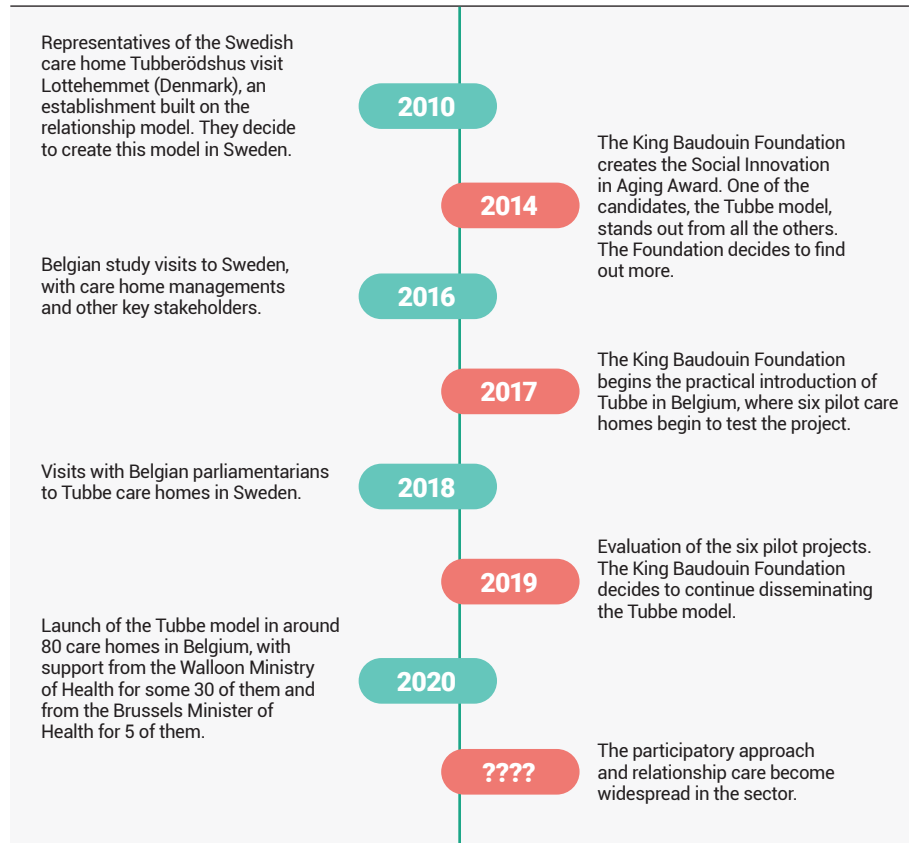 Representatives of the Swedish
care home Tubberödshus visit
Lottehemmet (Denmark), an
establishment built on the
relationship model. They decide
to create this model in Sweden.
2010
The King Baudouin Foundation
creates the Social Innovation
in Aging Award. One of the
candidates, the Tubbe model,
stands out from all the others.
The Foundation decides to find
out more.
2014
Belgian study visits to Sweden,
with care home managements
and other key stakeholders.
2016
The King Baudouin Foundation
begins the practical introduction of
Tubbe in Belgium, where six pilot care
homes begin to test the project.
2017
Visits with Belgian parliamentarians
to Tubbe care homes in Sweden.
2018
Evaluation of the six pilot projects.
The King Baudouin Foundation
decides to continue disseminating
the Tubbe model.
2019
Launch of the Tubbe model in around
80 care homes in Belgium, with
support from the Walloon Ministry
of Health for some 30 of them and
from the Brussels Minister of
Health for 5 of them.
2020
????
The participatory approach
and relationship care become
widespread in the sector.